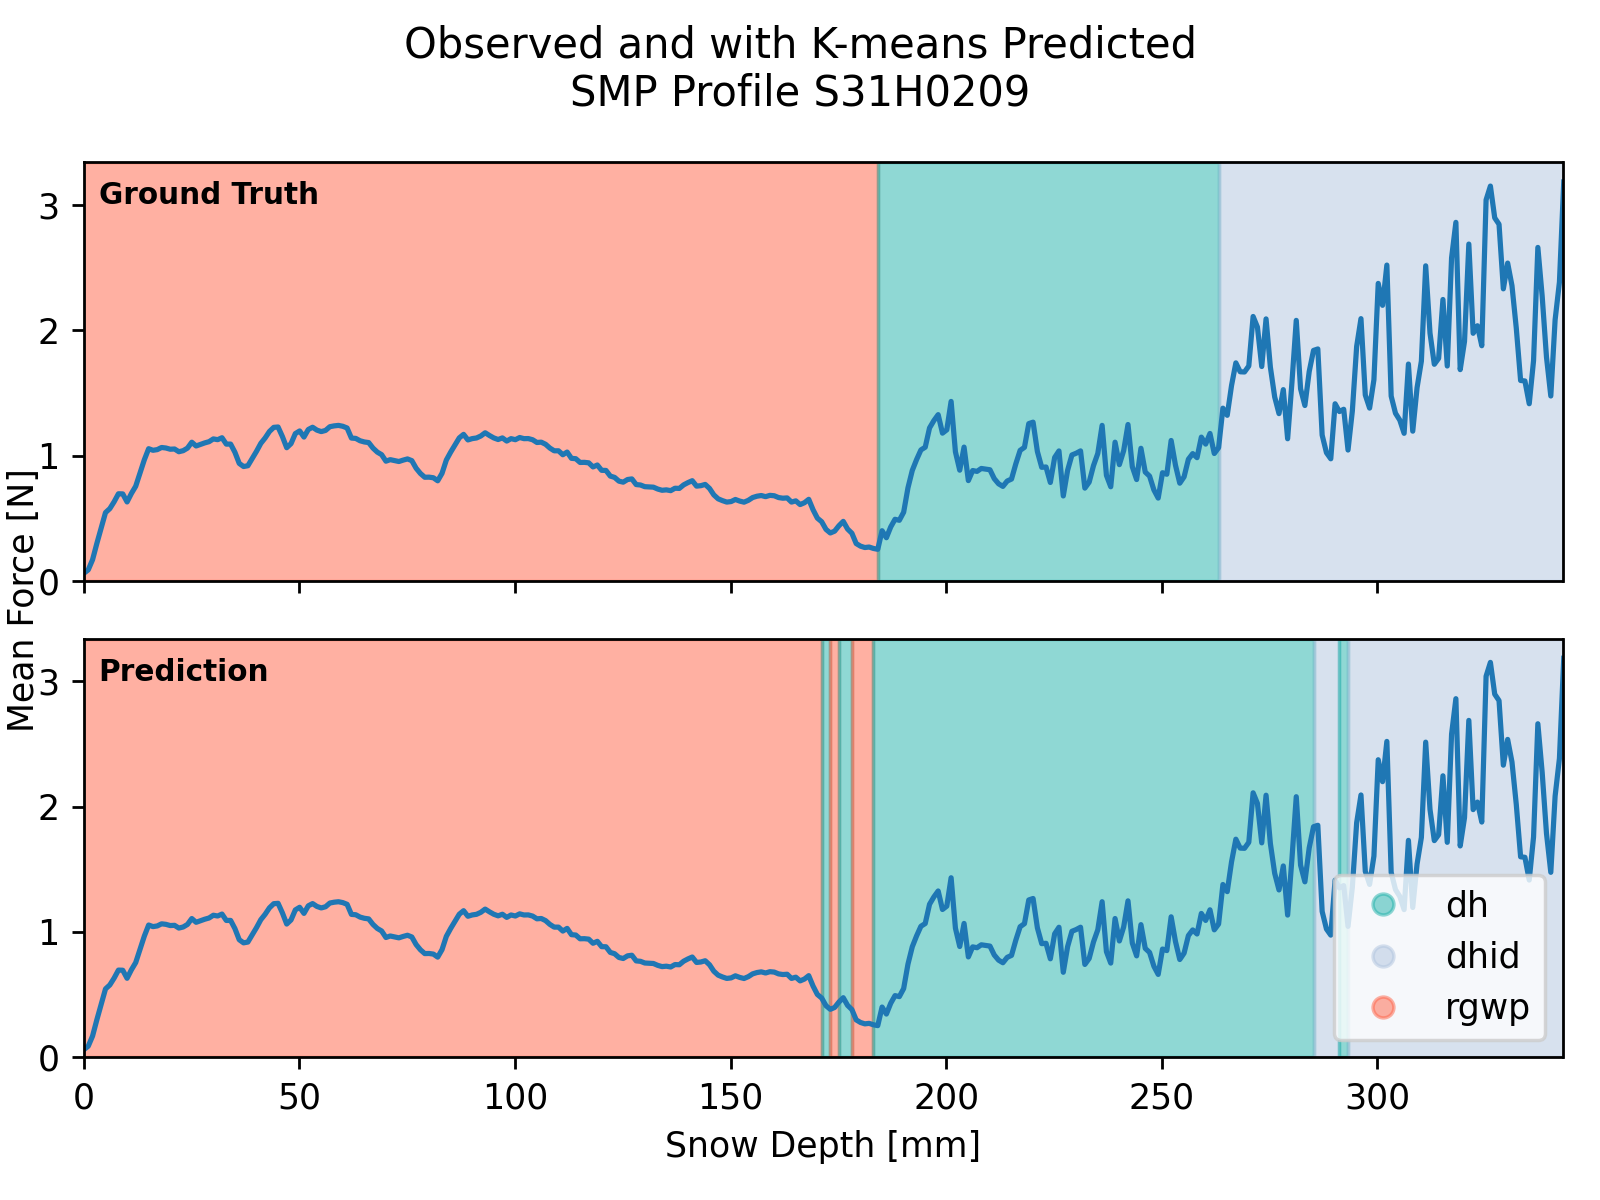 Observed and with K-means Predicted
SMP Profile S31H0209
Ground Truth
3
2
1
0
Mean Force [N]
Prediction
3
2
1
0
dh
dhid
rgwp
0 50 100 150 200 250 300
Snow Depth [mm]